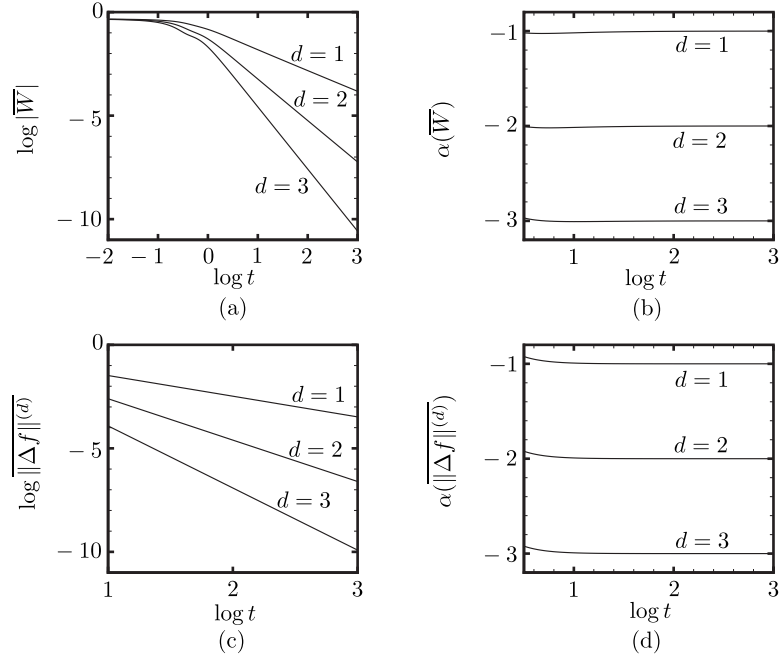 0
−5
−10
log |W̿|
d = 1
d = 2
d = 3
−2 −1 0 1 2 3
log t
(a)
−1
−2
−3
α(W̿)
d = 1
d = 2
d = 3
1 2 3
log t
(b)
0
−5
−10
log \overline{||Δf||^{(d)}}
d = 1
d = 2
d = 3
1 2 3
log t
(c)
−1
−2
−3
α(\overline{||Δf||^{(d)}})
d = 1
d = 2
d = 3
1 2 3
log t
(d)